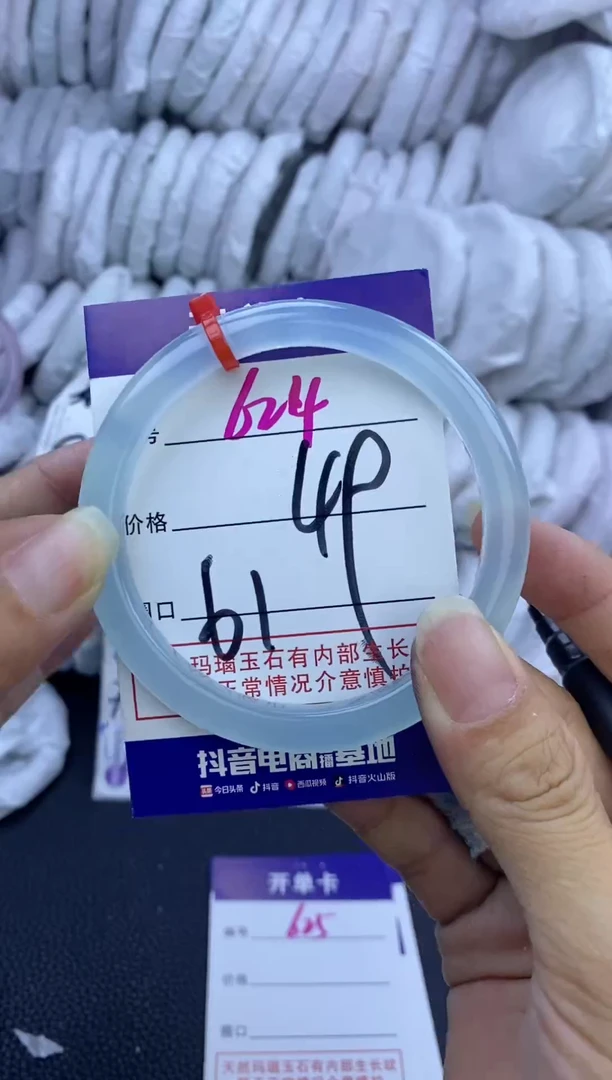 号 624
价格 49
口 61
玛瑙玉石有内部生长
正常情况介意慎拍
抖音电商直播基地
今日头条 抖音 西瓜视频 抖音火山版
开单卡
编号 625
价格
圈口
天然玛瑙玉石有内部生长纹